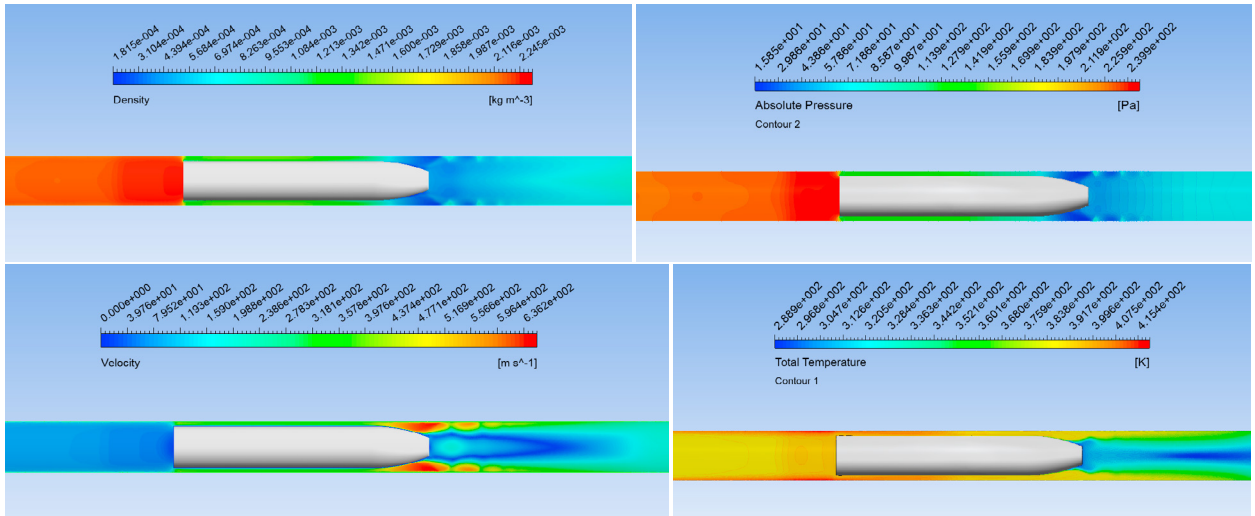 1.815e-004
3.104e-004
4.394e-004
5.684e-004
6.974e-004
8.263e-004
9.553e-004
1.084e-003
1.213e-003
1.342e-003
1.471e-003
1.600e-003
1.729e-003
1.858e-003
1.987e-003
2.116e-003
2.245e-003
Density [kg m^-3]
1.585e+001
2.986e+001
4.386e+001
5.786e+001
7.186e+001
8.587e+001
9.987e+001
1.139e+002
1.279e+002
1.419e+002
1.559e+002
1.699e+002
1.839e+002
1.979e+002
2.119e+002
2.259e+002
2.399e+002
Absolute Pressure [Pa]
Contour 2
0.000e+000
3.976e+001
7.952e+001
1.193e+002
1.590e+002
1.988e+002
2.386e+002
2.783e+002
3.181e+002
3.578e+002
3.976e+002
4.374e+002
4.771e+002
5.169e+002
5.566e+002
5.964e+002
6.362e+002
Velocity [m s^-1]
2.889e+002
2.968e+002
3.047e+002
3.126e+002
3.205e+002
3.284e+002
3.363e+002
3.442e+002
3.521e+002
3.601e+002
3.680e+002
3.759e+002
3.838e+002
3.917e+002
3.996e+002
4.075e+002
4.154e+002
Total Temperature [K]
Contour 1